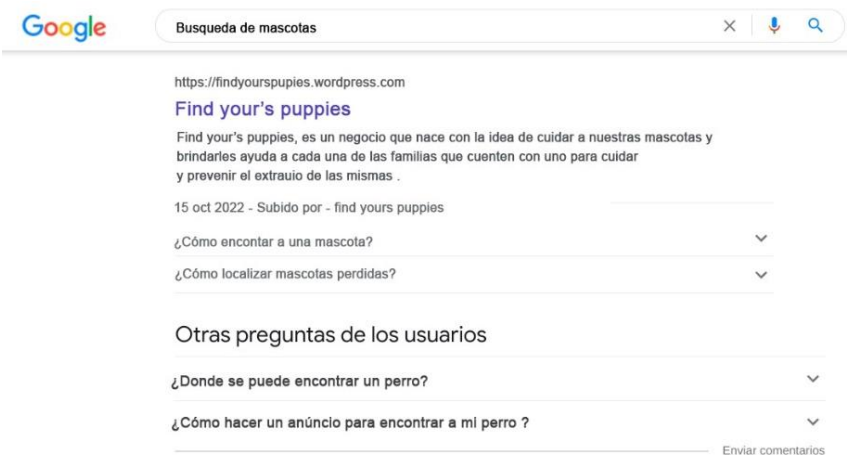 Google
Busqueda de mascotas
https://findyourspupies.wordpress.com
Find your's puppies
Find your's puppies, es un negocio que nace con la idea de cuidar a nuestras mascotas y
brindarles ayuda a cada una de las familias que cuenten con uno para cuidar
y prevenir el extrauio de las mismas .
15 oct 2022 - Subido por - find yours puppies
¿Cómo encontar a una mascota?
¿Cómo localizar mascotas perdidas?
Otras preguntas de los usuarios
¿Donde se puede encontrar un perro?
¿Cómo hacer un anúncio para encontrar a mi perro ?
Enviar comentarios